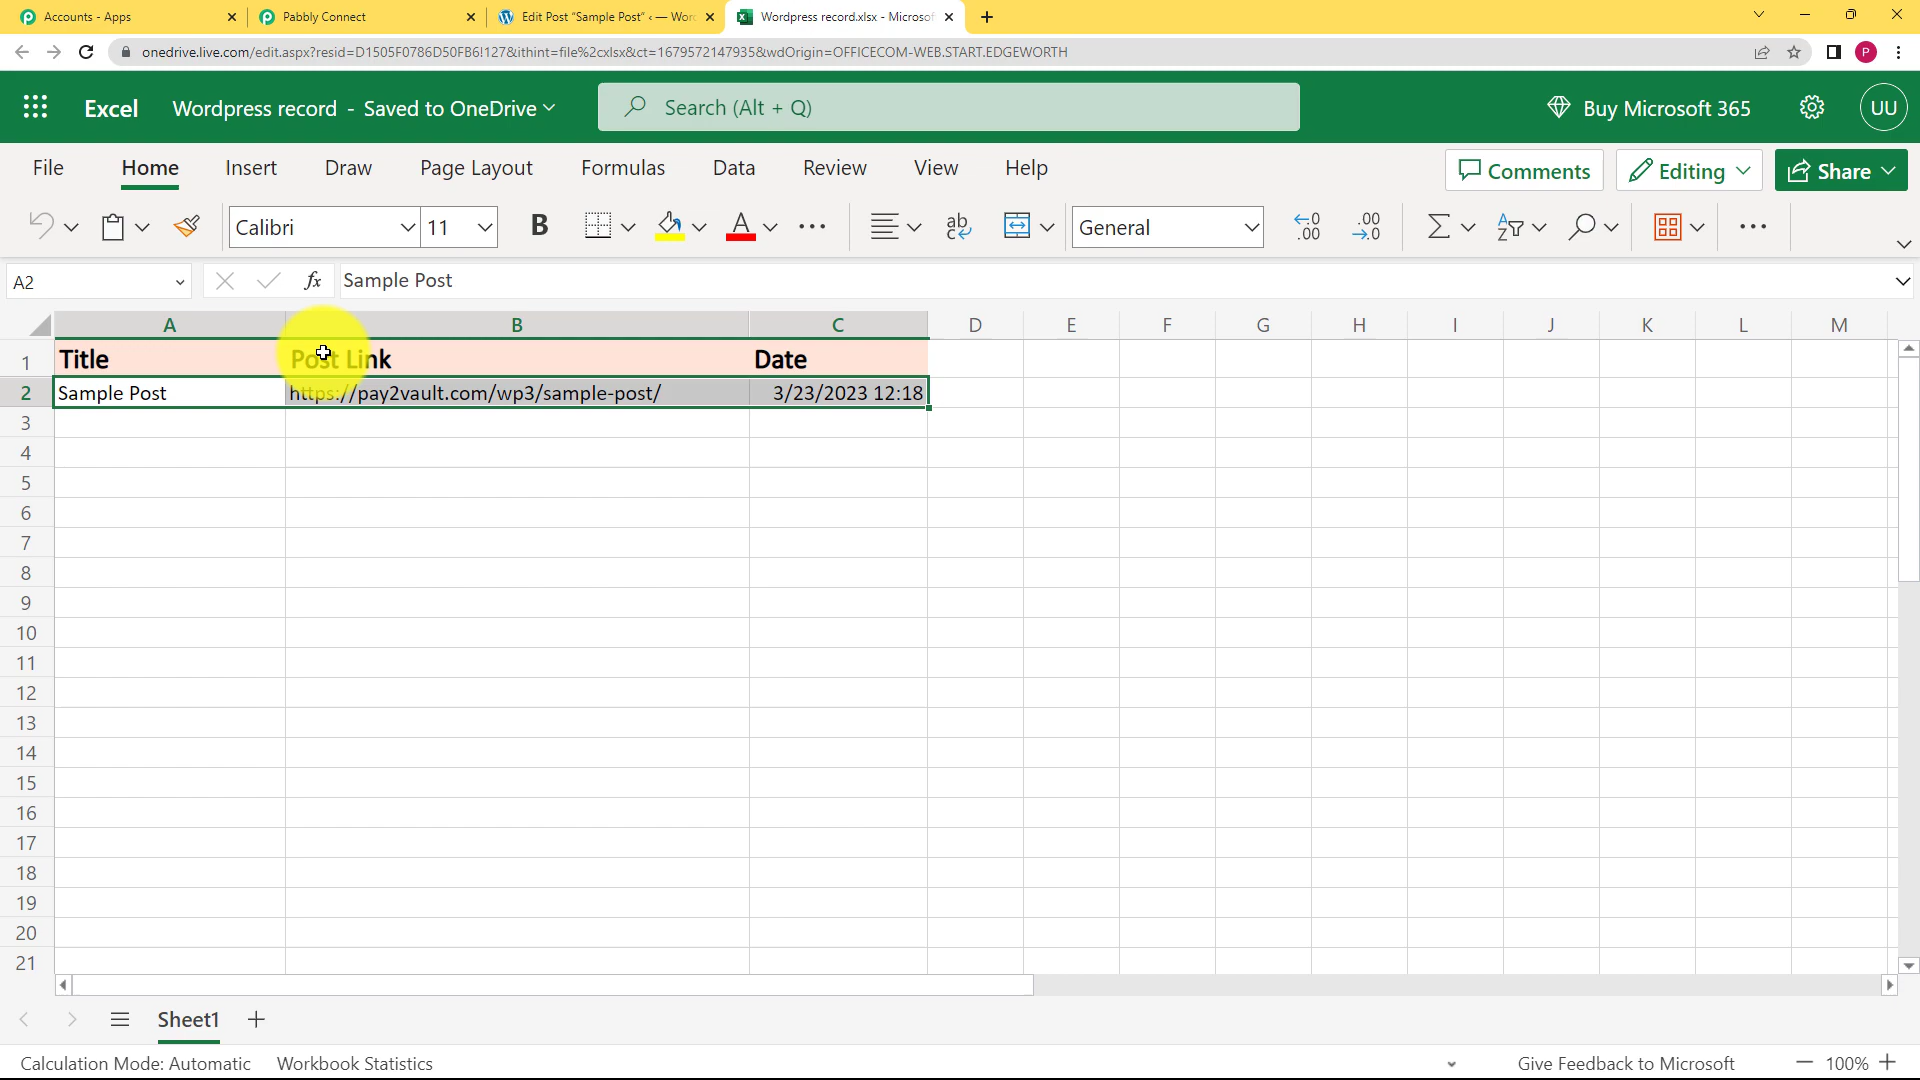 Accounts - Apps
Pabbly Connect
Edit Post "Sample Post" ‹ — Wor
Wordpress record.xlsx - Microsof
onedrive.live.com/edit.aspx?resid=D1505F0786D50FB6!127&ithint=file%2cxlsx&ct=1679572147935&wdOrigin=OFFICECOM-WEB.START.EDGEWORTH
P
Excel
Wordpress record - Saved to OneDrive
Search (Alt + Q)
Buy Microsoft 365
UU
File Home Insert Draw Page Layout Formulas Data Review View Help
Comments
Editing
Share
Calibri
11
B
A
ab
General
A2
fx
Sample Post
A B C D E F G H I J K L M
1 Title Post Link Date
2 Sample Post https://pay2vault.com/wp3/sample-post/ 3/23/2023 12:18
3
4
5
6
7
8
9
10
11
12
13
14
15
16
17
18
19
20
21
Sheet1
Calculation Mode: Automatic Workbook Statistics
Give Feedback to Microsoft
100%